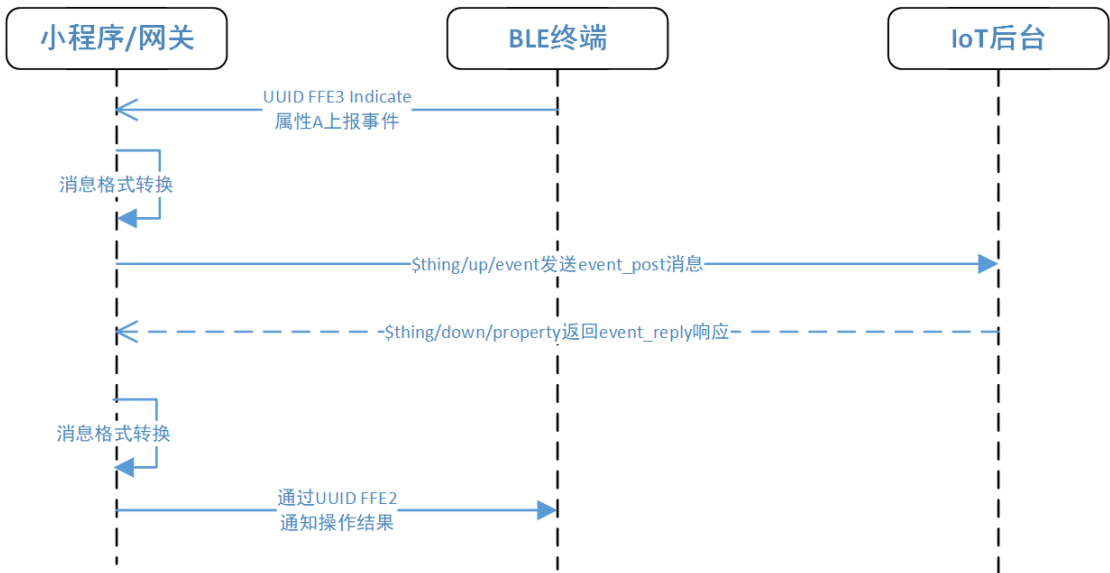 小程序/网关
BLE终端
IoT后台
UUID FFE3 Indicate
属性A上报事件
消息格式转换
$thing/up/event发送event_post消息
$thing/down/property返回event_reply响应
消息格式转换
通过UUID FFE2
通知操作结果